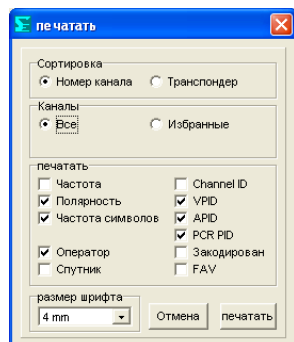 печатать
Сортировка
Номер канала Транспондер
Каналы
Все Избранные
печатать
Частота Channel ID
Полярность VPID
Частота символов APID
PCR PID
Оператор Закодирован
Спутник FAV
размер шрифта
4 mm Отмена печатать